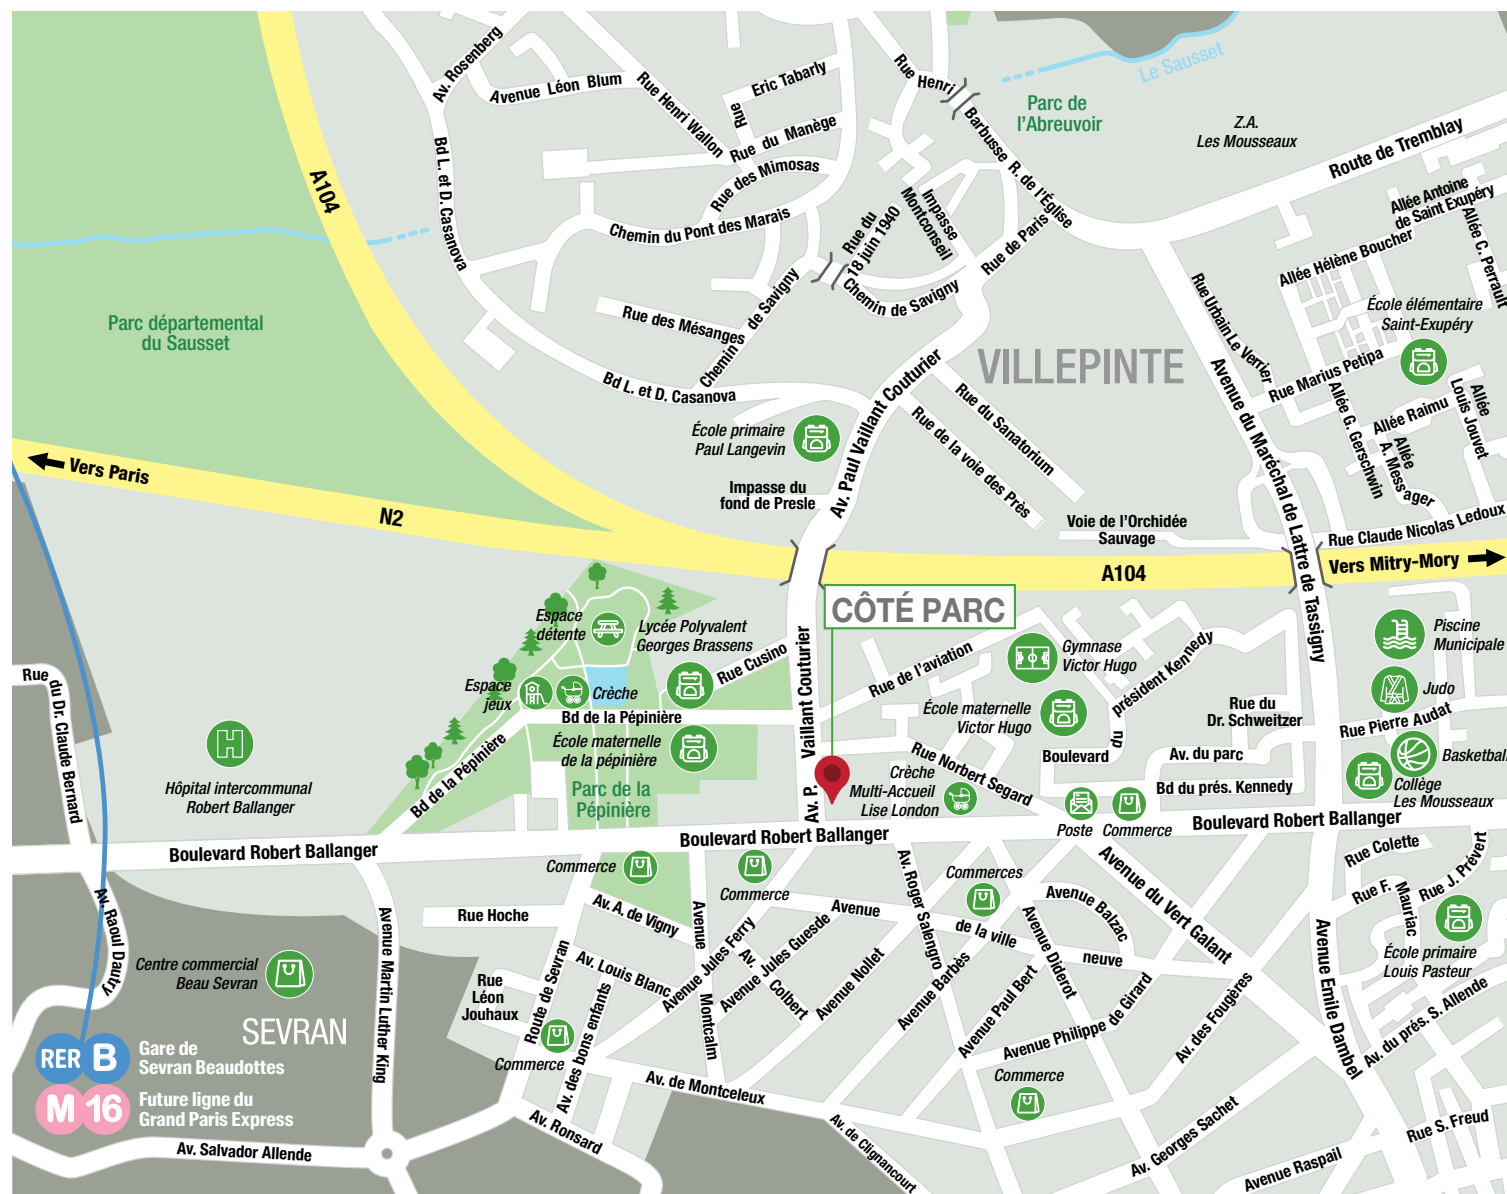 Av. Rosenberg
Avenue Léon Blum
Rue Henri Wallon
Eric Tabarly
Rue
Rue du Manège
Rue des Mimosas
Rue Henri
Barbusse
Le Sausset
Parc de
l'Abreuvoir
Z.A.
Les Mousseaux
Route de Tremblay
A104
Bd L. et D. Casanova
Chemin du Pont des Marais
Rue du
18 juin 1940
Impasse
Montconseil
R. de l'Église
Rue de Paris
Allée Antoine
de Saint Exupéry
Allée Hélène Boucher
Allée C. Perrault
Parc départemental
du Sausset
Rue des Mésanges
Chemin de Savigny
Chemin de Savigny
Rue Urbain Le Verrier
École élémentaire
Saint-Exupéry
VILLEPINTE
Bd L. et D. Casanova
Rue Marius Petipa
Allée G. Gerschwin
Allée Raimu
Allée
Louis Jouvet
Allée
A. Messager
École primaire
Paul Langevin
Av. Paul Vaillant Couturier
Rue du Sanatorium
Rue de la voie des Près
Avenue du Maréchal de Lattre de Tassigny
Impasse du
fond de Presle
Vers Paris
N2
Voie de l'Orchidée
Sauvage
Rue Claude Nicolas Ledoux
A104
Vers Mitry-Mory
CÔTÉ PARC
Espace
détente
Lycée Polyvalent
Georges Brassens
Rue Cusino
Av. P. Vaillant Couturier
Rue de l'aviation
Gymnase
Victor Hugo
Boulevard du président Kennedy
Piscine
Municipale
Rue du Dr. Claude Bernard
Espace
jeux
Crèche
Bd de la Pépinière
École maternelle
Victor Hugo
Rue du
Dr. Schweitzer
Judo
Rue Pierre Audat
H
Hôpital intercommunal
Robert Ballanger
Bd de la Pépinière
École maternelle
de la pépinière
Parc de la
Pépinière
Rue Norbert Segard
Crèche
Multi-Accueil
Lise London
Av. du parc
Bd du prés. Kennedy
Basketball
Collège
Les Mousseaux
Poste
Commerce
Boulevard Robert Ballanger
Boulevard Robert Ballanger
Boulevard Robert Ballanger
Commerce
Commerce
Av. Roger Salengro
Commerces
Avenue du Vert Galant
Rue Colette
Rue F.
Mauriac
Rue J. Prévert
Av. Raoul Dautry
Avenue Martin Luther King
Rue Hoche
Av. A. de Vigny
Avenue
Montcalm
Avenue
de la ville
neuve
Avenue Balzac
Avenue Emile Dambel
École primaire
Louis Pasteur
Centre commercial
Beau Sevran
SEVRAN
Rue
Léon
Jouhaux
Route de Sevran
Av. Louis Blanc
Avenue Jules Ferry
Avenue Jules Guesde
Av.
Colbert
Avenue Nollet
Avenue Barbès
Avenue Diderot
Avenue Paul Bert
Avenue Philippe de Girard
Av. des Fougères
Av. du prés. S. Allende
RER B
Gare de
Sevran Beaudottes
M 16
Future ligne du
Grand Paris Express
Commerce
Av. des bons enfants
Av. de Montceleux
Commerce
Av. Salvador Allende
Av. Ronsard
Av. de Clignancourt
Av. Georges Sachet
Avenue Raspail
Rue S. Freud